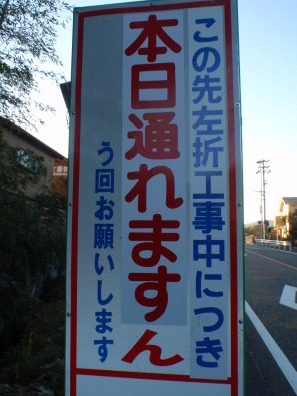 この先左折工事中につき
本日通れますん
う回お願いします